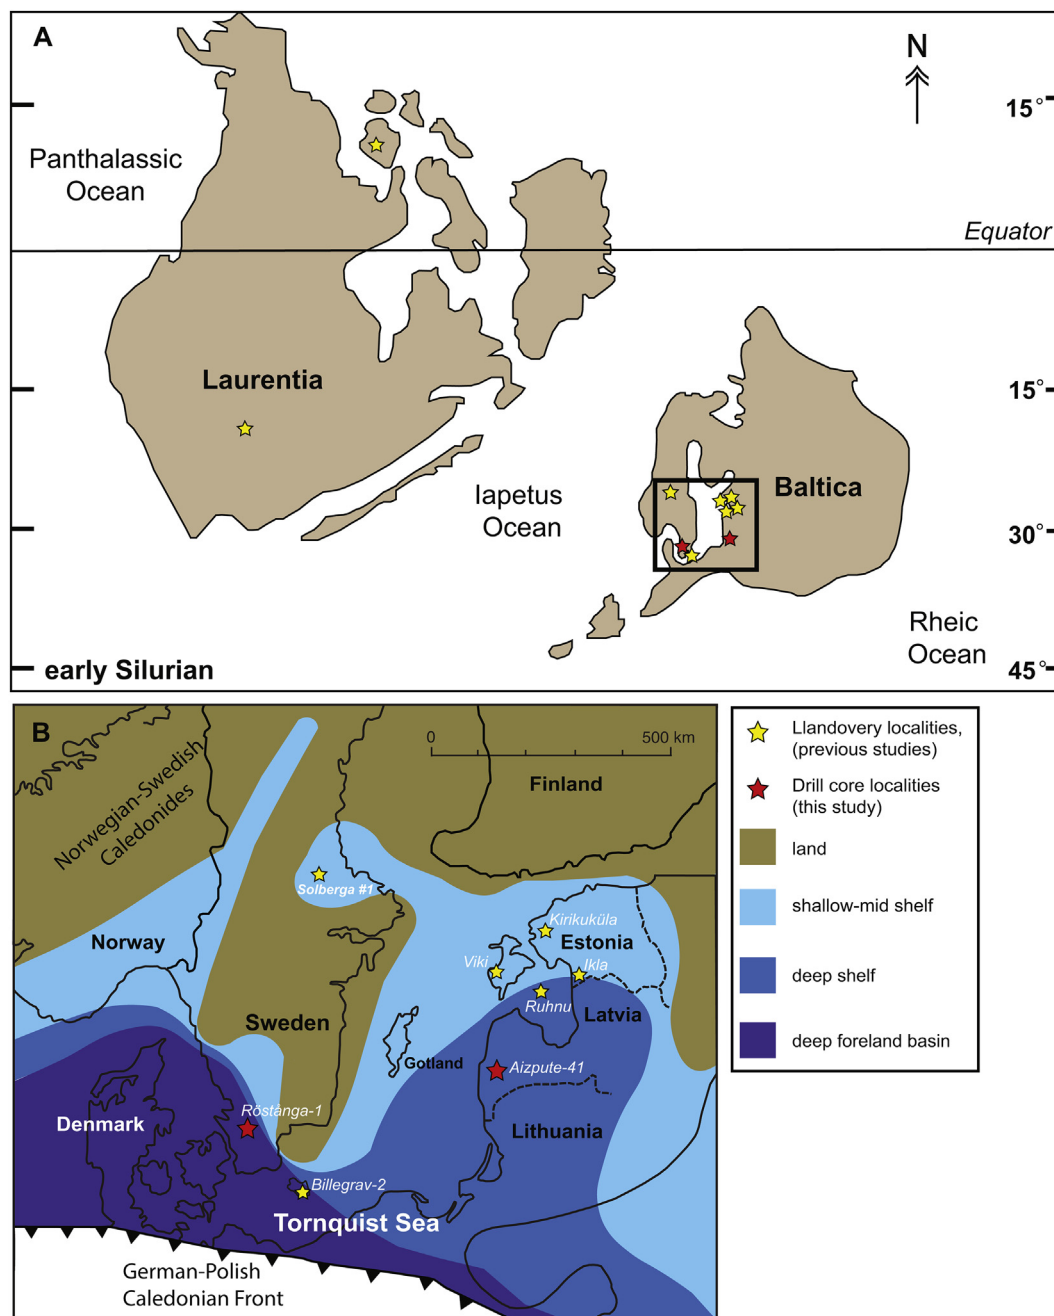 A
N
15°
Panthalassic
Ocean
Equator
Laurentia
15°
Iapetus
Ocean
Baltica
30°
Rheic
Ocean
early Silurian
45°
B
0
500 km
Norwegian-Swedish
Caledonides
Finland
Solberga #1
Kirikuküla
Norway
Estonia
Viki
Ikla
Ruhnu
Latvia
Sweden
Gotland
Aizpute-41
Röstånga-1
Denmark
Lithuania
Billegrav-2
Tornquist Sea
German-Polish
Caledonian Front
Llandovery localities,
(previous studies)
Drill core localities
(this study)
land
shallow-mid shelf
deep shelf
deep foreland basin